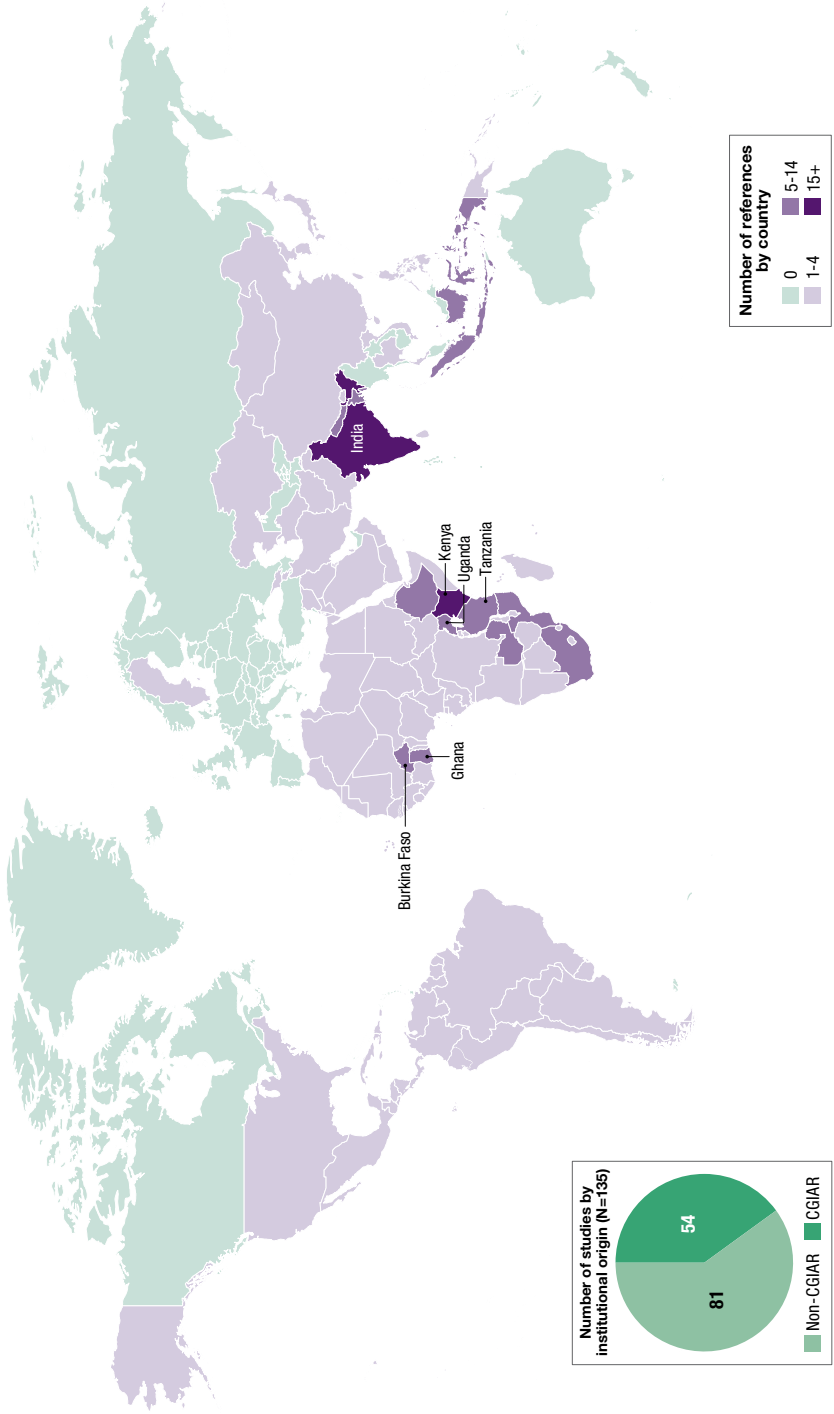 India
Kenya
Uganda
Tanzania
Ghana
Burkina Faso
Number of studies by
institutional origin (N=135)
81
54
Non-CGIAR
CGIAR
Number of references
by country
0
5-14
1-4
15+